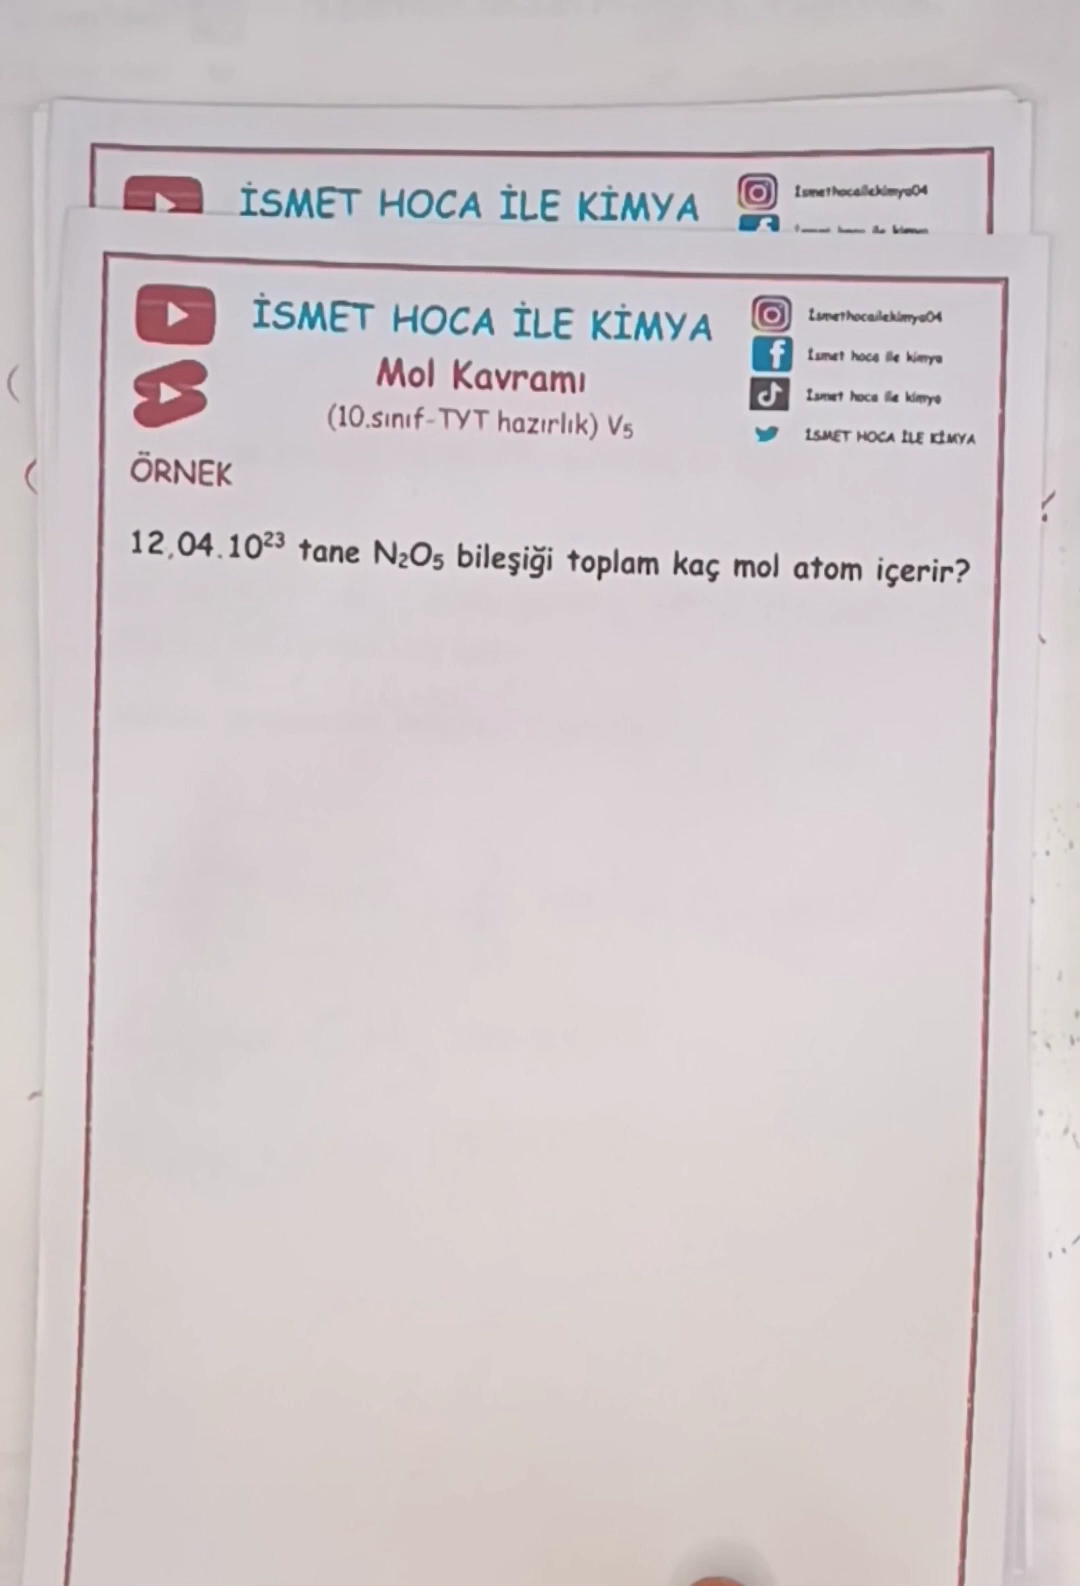 İSMET HOCA İLE KİMYA
İsmethocailekimya04
İSMET HOCA İLE KİMYA
Mol Kavramı
(10.sınıf-TYT hazırlık) V5
İsmethocailekimya04
İsmet hoca ile kimya
İsmet hoca ile kimya
İSMET HOCA İLE KİMYA
ÖRNEK
12,04.10²³ tane N₂O₅ bileşiği toplam kaç mol atom içerir?